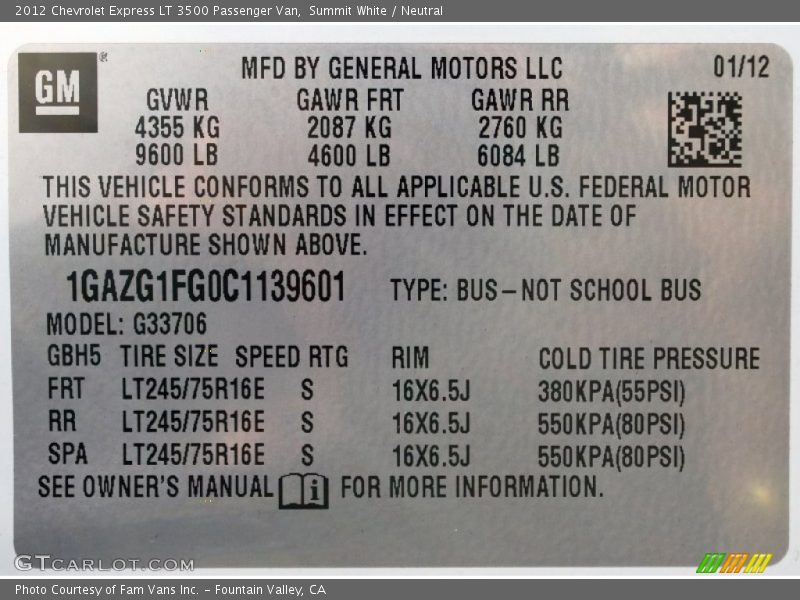 2012 Chevrolet Express LT 3500 Passenger Van, Summit White / Neutral
GM ®
MFD BY GENERAL MOTORS LLC 01/12
GVWR GAWR FRT GAWR RR
4355 KG 2087 KG 2760 KG
9600 LB 4600 LB 6084 LB
THIS VEHICLE CONFORMS TO ALL APPLICABLE U.S. FEDERAL MOTOR
VEHICLE SAFETY STANDARDS IN EFFECT ON THE DATE OF
MANUFACTURE SHOWN ABOVE.
1GAZG1FG0C1139601 TYPE: BUS–NOT SCHOOL BUS
MODEL: G33706
GBH5 TIRE SIZE SPEED RTG RIM COLD TIRE PRESSURE
FRT LT245/75R16E S 16X6.5J 380KPA(55PSI)
RR LT245/75R16E S 16X6.5J 550KPA(80PSI)
SPA LT245/75R16E S 16X6.5J 550KPA(80PSI)
SEE OWNER'S MANUAL i FOR MORE INFORMATION.
GTCARLOT.COM
Photo Courtesy of Fam Vans Inc. - Fountain Valley, CA